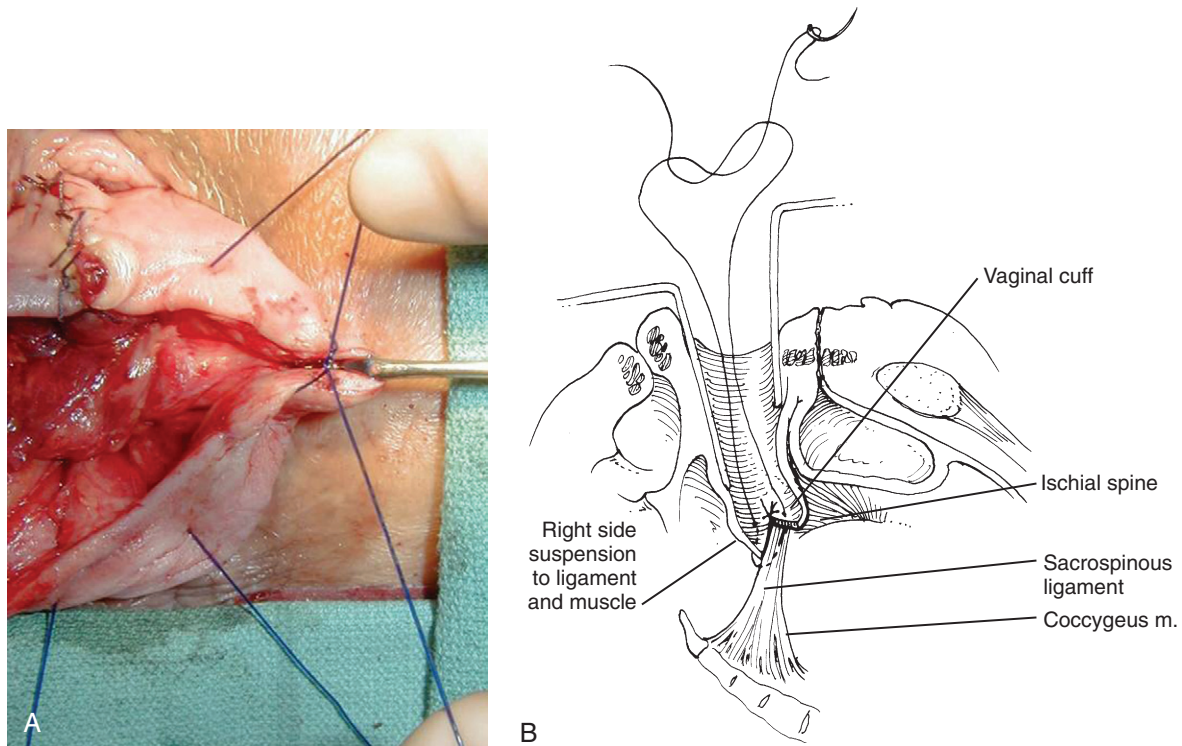 Vaginal cuff
Ischial spine
Right side
suspension
to ligament
and muscle
Sacrospinous
ligament
Coccygeus m.
A
B